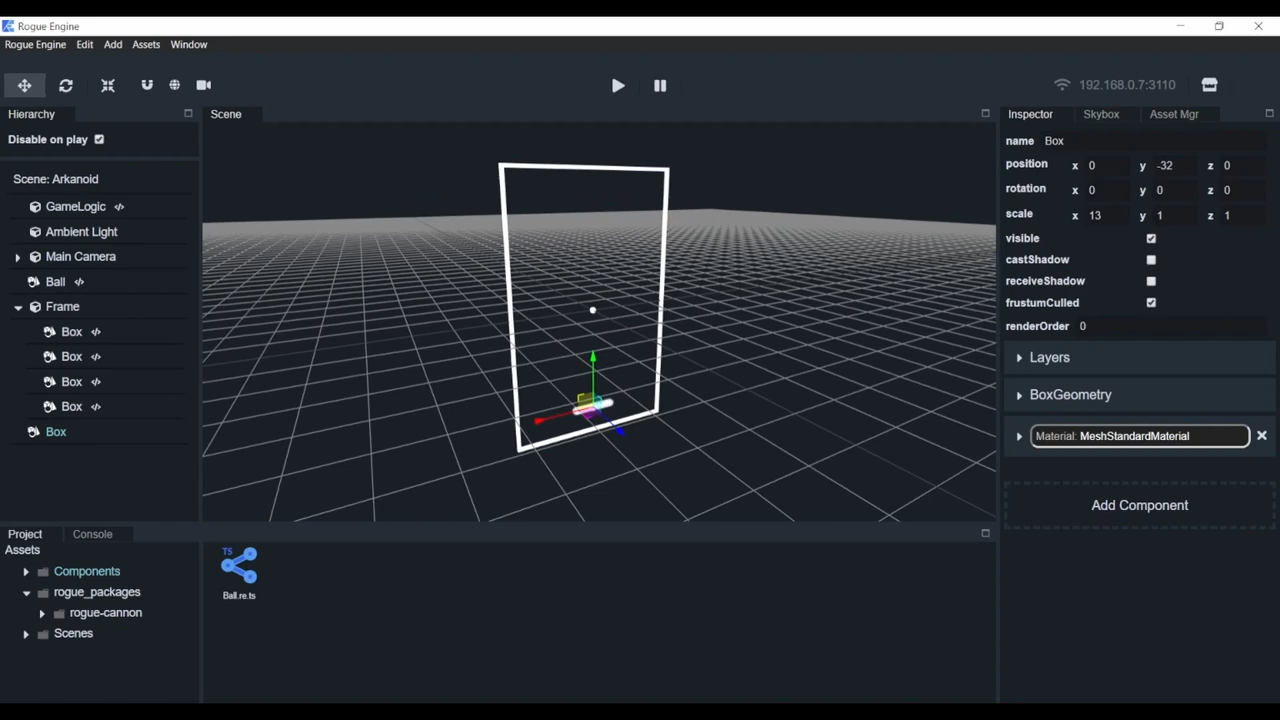 Rogue Engine
Rogue Engine Edit Add Assets Window
192.168.0.7:3110
Hierarchy
Disable on play
Scene: Arkanoid
GameLogic
Ambient Light
Main Camera
Ball
Frame
Box
Box
Box
Box
Box
Scene
Inspector Skybox Asset Mgr
name Box
position x 0 y -32 z 0
rotation x 0 y 0 z 0
scale x 13 y 1 z 1
visible
castShadow
receiveShadow
frustumCulled
renderOrder 0
Layers
BoxGeometry
Material: MeshStandardMaterial
Add Component
Project Console
Assets
Components
rogue_packages
rogue-cannon
Scenes
TS
Ball.re.ts